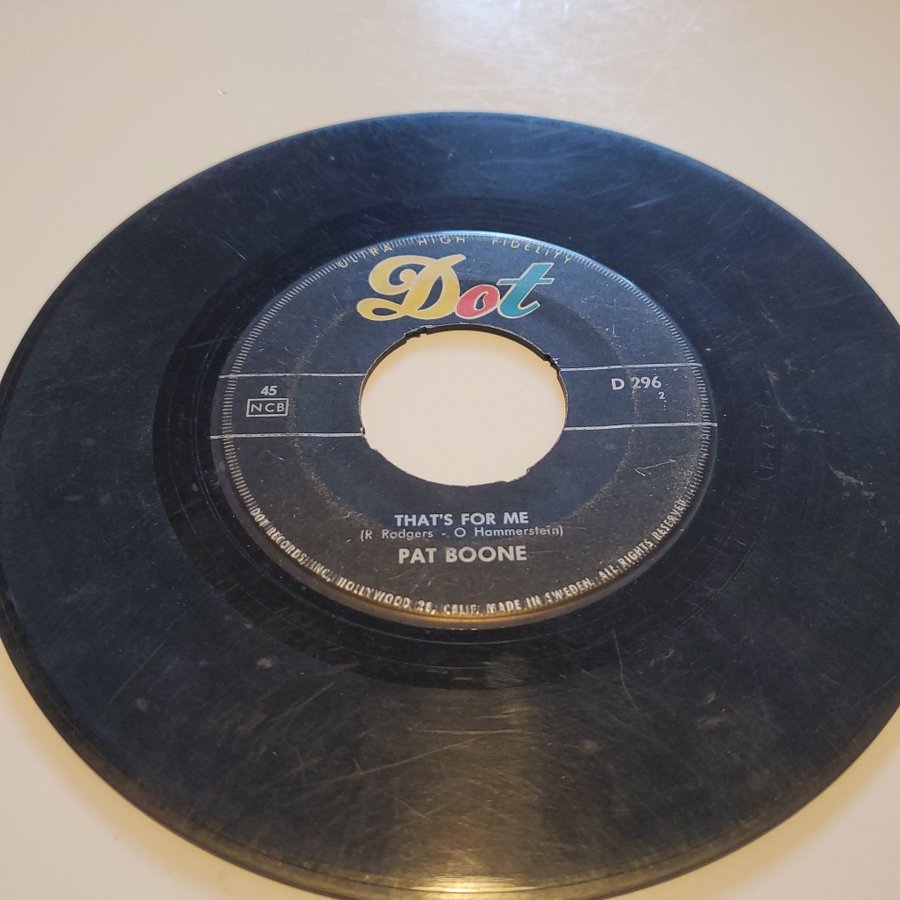 ULTRA HIGH FIDELITY
Dot
45
NCB
D 296
2
THAT'S FOR ME
(R Rodgers - O Hammerstein)
PAT BOONE
DOT RECORDS, INC, HOLLYWOOD 28, CALIF. MADE IN SWEDEN. ALL RIGHTS RESERVED